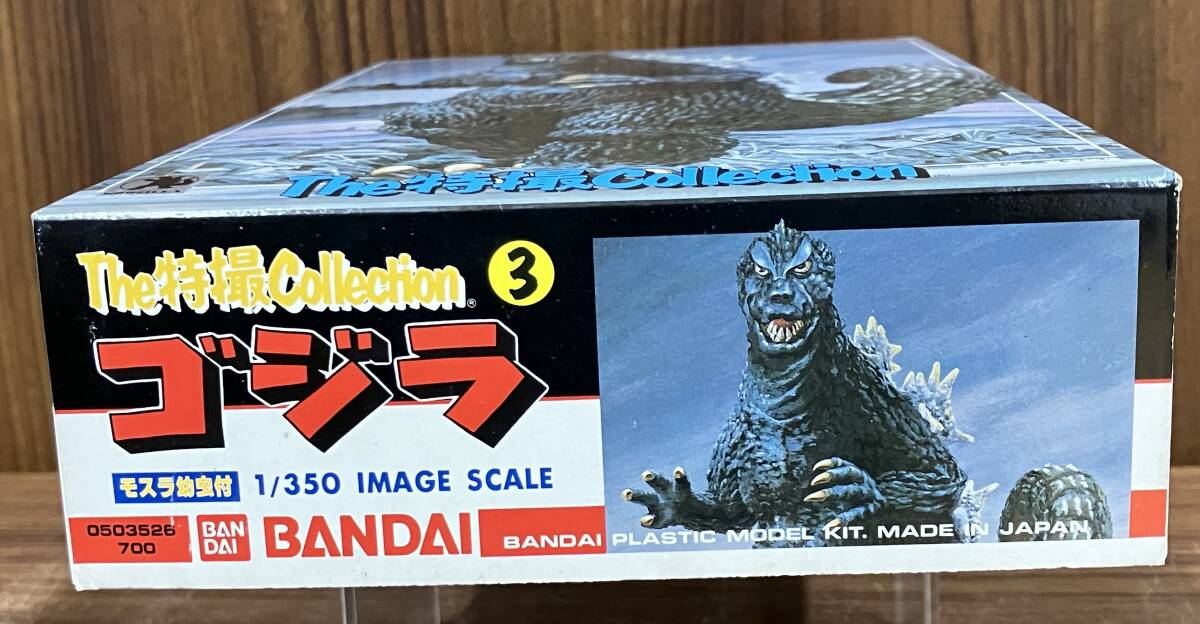 The特撮Collection
The特撮Collection® 3
ゴジラ
モスラ幼虫付 1/350 IMAGE SCALE
0503526
700
BAN
DAI
BANDAI
BANDAI PLASTIC MODEL KIT. MADE IN JAPAN